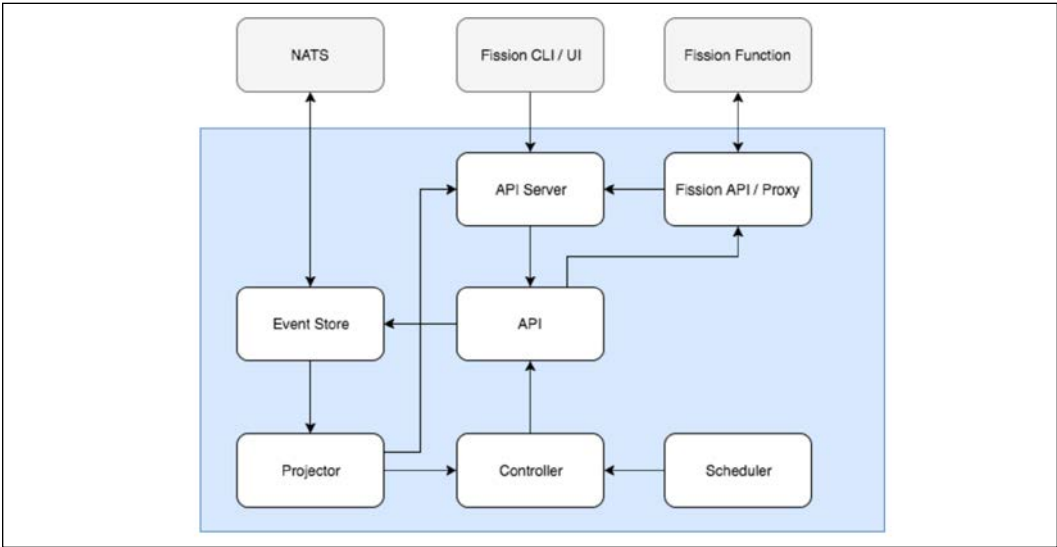 NATS
Fission CLI / UI
Fission Function
API Server
Fission API / Proxy
Event Store
API
Projector
Controller
Scheduler